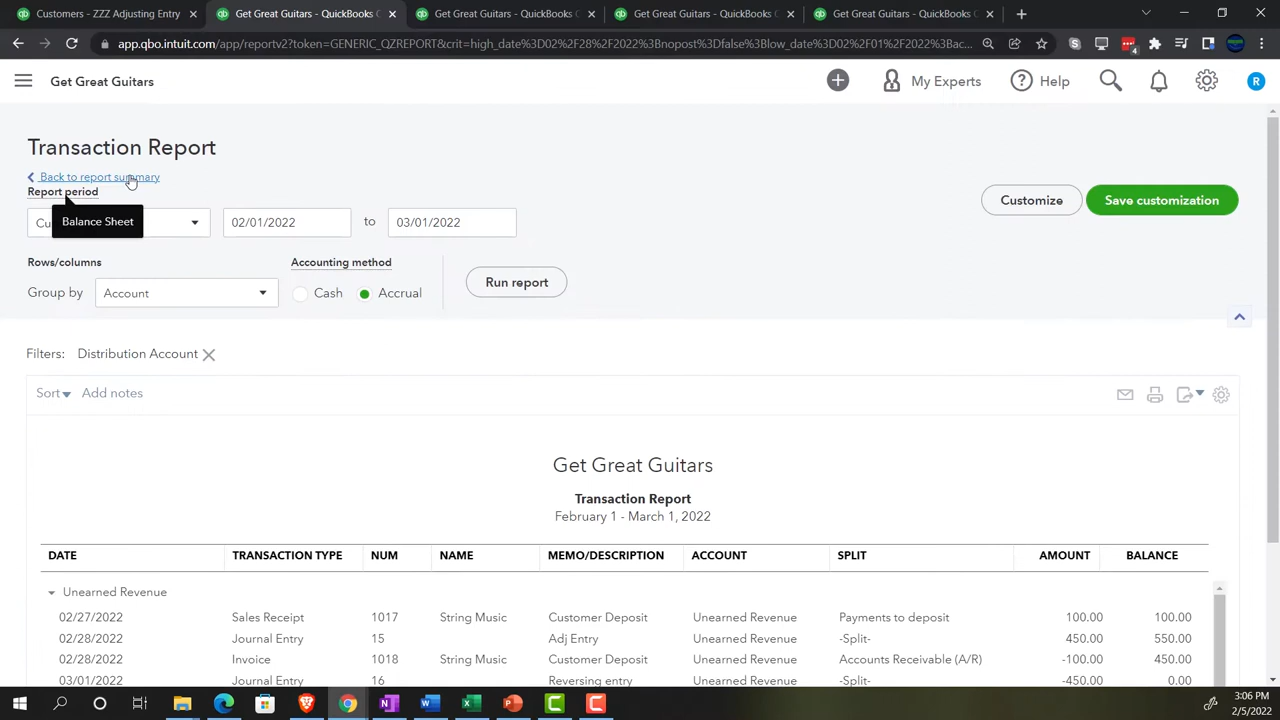 Customers - ZZZ Adjusting Entry
Get Great Guitars - QuickBooks C
Get Great Guitars - QuickBooks C
Get Great Guitars - QuickBooks C
Get Great Guitars - QuickBooks C
app.qbo.intuit.com/app/reportv2?token=GENERIC_QZREPORT&crit=high_date%3D02%2F28%2F2022%3Bnopost%3Dfalse%3Blow_date%3D02%2F01%2F2022%3Bac...
4
Get Great Guitars
My Experts
Help
R
Transaction Report
Back to report summary
Report period
Customize
Save customization
Cu
Balance Sheet
02/01/2022
to
03/01/2022
Rows/columns
Accounting method
Group by
Account
Cash
Accrual
Run report
Filters: Distribution Account
Sort
Add notes
Get Great Guitars
Transaction Report
February 1 - March 1, 2022
DATE TRANSACTION TYPE NUM NAME MEMO/DESCRIPTION ACCOUNT SPLIT AMOUNT BALANCE
Unearned Revenue
02/27/2022 Sales Receipt 1017 String Music Customer Deposit Unearned Revenue Payments to deposit 100.00 100.00
02/28/2022 Journal Entry 15 Adj Entry Unearned Revenue -Split- 450.00 550.00
02/28/2022 Invoice 1018 String Music Customer Deposit Unearned Revenue Accounts Receivable (A/R) -100.00 450.00
03/01/2022 Journal Entry 16 Reversing entry Unearned Revenue -Split- -450.00 0.00
3:06 PM
2/5/2022